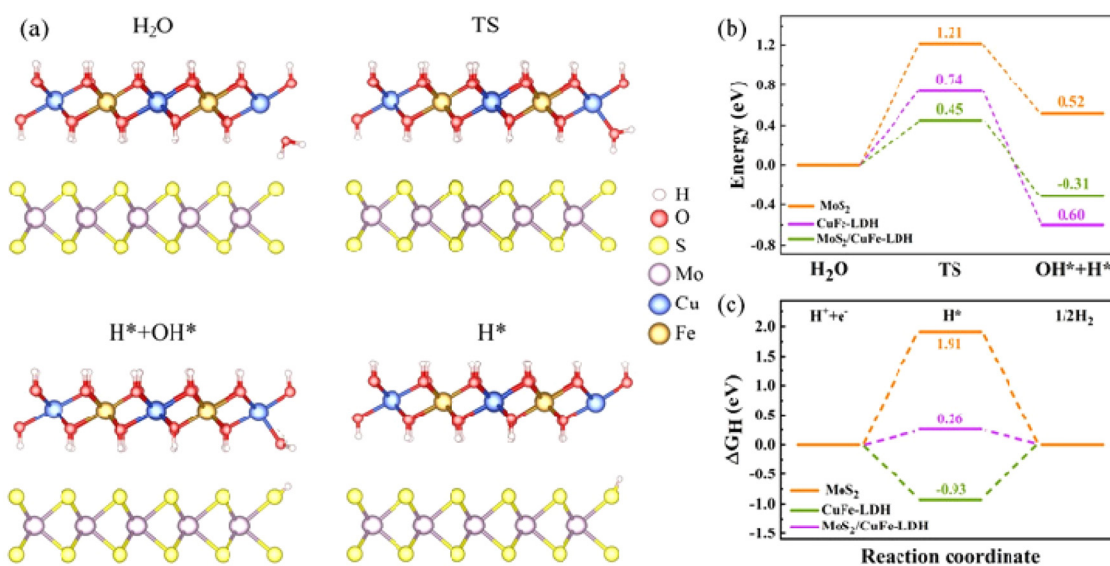 (a)
H₂O
TS
H
O
S
Mo
Cu
Fe
H*+OH*
H*
(b)
Energy (eV)
1.2
0.8
0.4
0.0
-0.4
-0.8
1.21
0.74
0.45
0.52
-0.31
0.60
MoS₂
CuFe-LDH
MoS₂/CuFe-LDH
H₂O
TS
OH*+H*
(c)
H⁺+e⁻
H*
1/2H₂
ΔGH (eV)
2.0
1.5
1.0
0.5
0.0
-0.5
-1.0
-1.5
1.91
0.26
-0.93
MoS₂
CuFe-LDH
MoS₂/CuFe-LDH
Reaction coordinate